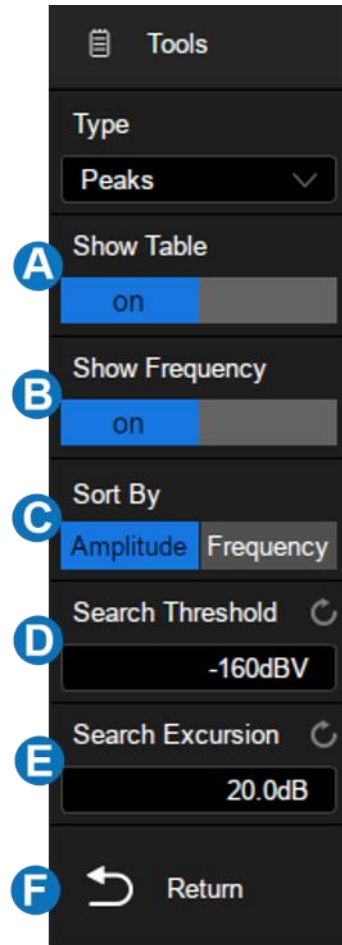 Tools
Type
Peaks
A
Show Table
on
B
Show Frequency
on
C
Sort By
Amplitude Frequency
D
Search Threshold
-160dBV
E
Search Excursion
20.0dB
F
Return